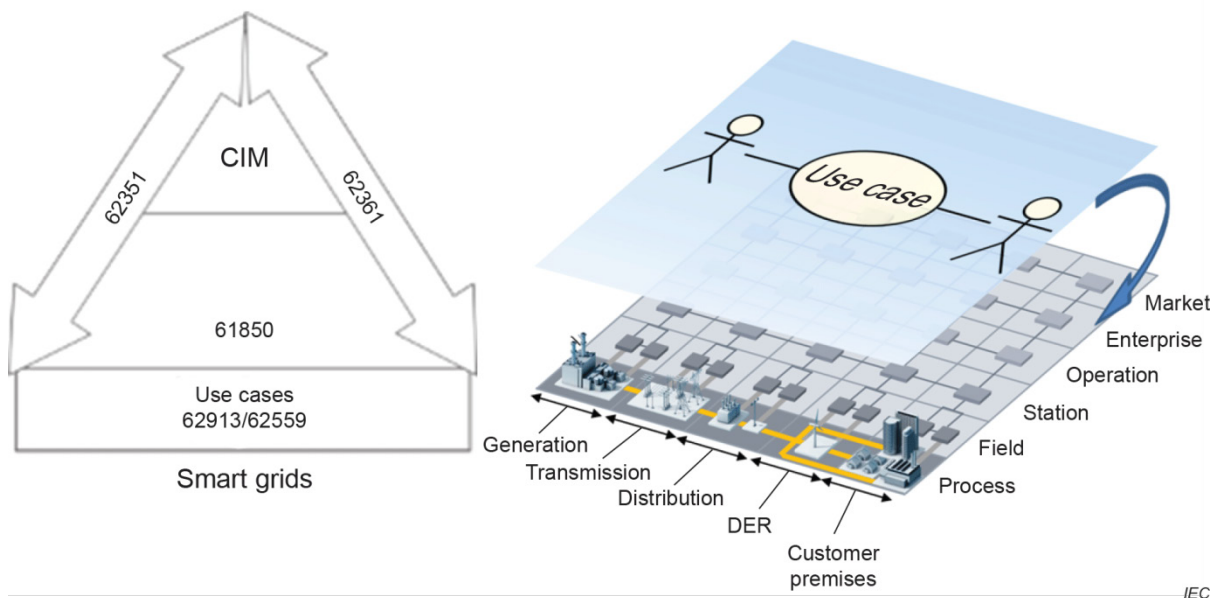 CIM
62351
62361
61850
Use cases
62913/62559
Smart grids
Use case
Market
Enterprise
Operation
Station
Field
Process
Generation
Transmission
Distribution
DER
Customer
premises
IEC